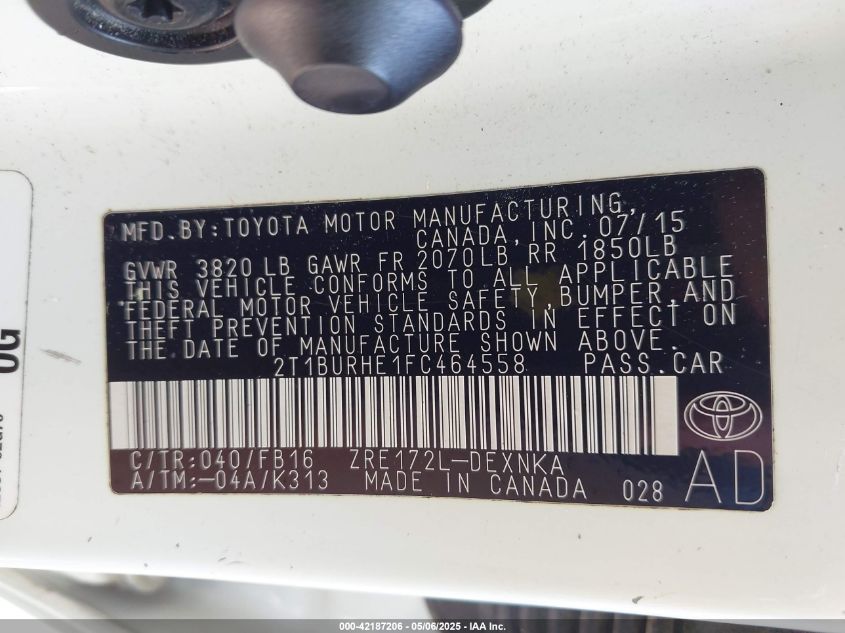 MFD.BY:TOYOTA MOTOR MANUFACTURING,
CANADA, INC. 07/15
GVWR 3820 LB GAWR FR 2070LB RR 1850LB
THIS VEHICLE CONFORMS TO ALL APPLICABLE
FEDERAL MOTOR VEHICLE SAFETY,BUMPER,AND
THEFT PREVENTION STANDARDS IN EFFECT ON
THE DATE OF MANUFACTURE SHOWN ABOVE.
2T1BURHE1FC464558 PASS.CAR
C/TR:040/FB16 ZRE172L-DEXNKA
A/TM:-04A/K313 MADE IN CANADA 028 AD
000-42187206 - 05/06/2025 - IAA Inc.